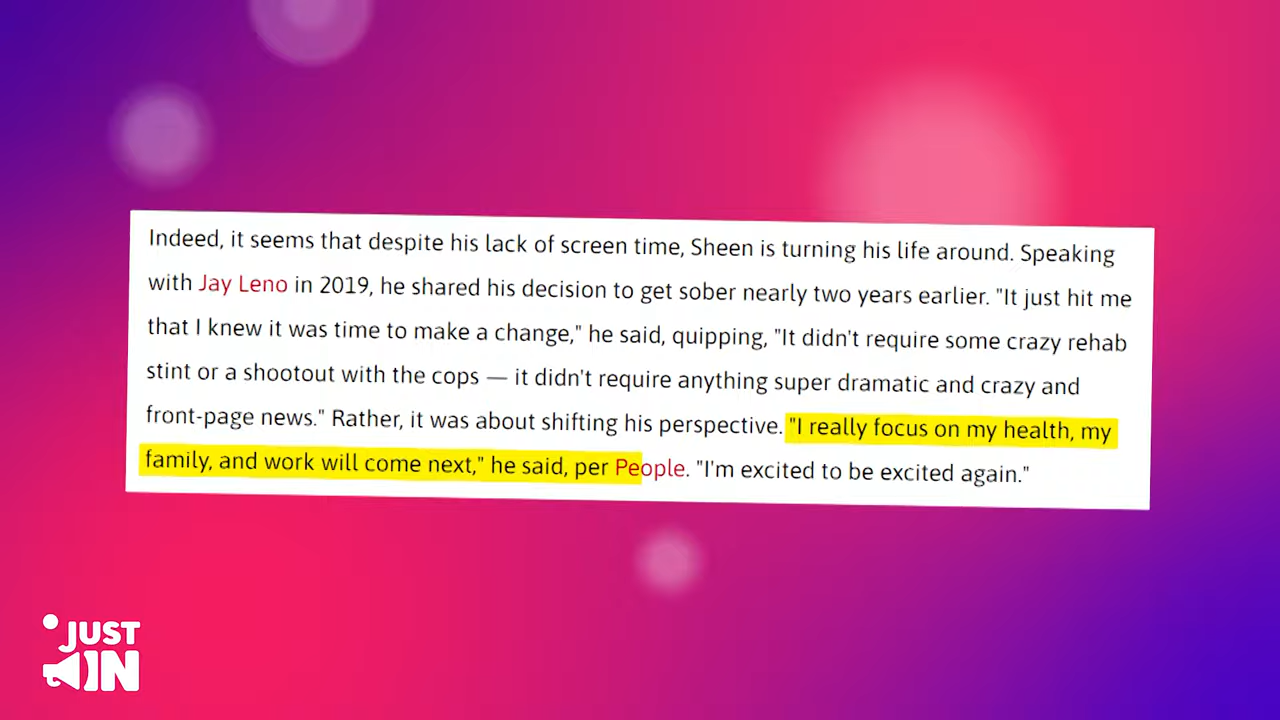 Indeed, it seems that despite his lack of screen time, Sheen is turning his life around. Speaking
with Jay Leno in 2019, he shared his decision to get sober nearly two years earlier. "It just hit me
that I knew it was time to make a change," he said, quipping, "It didn't require some crazy rehab
stint or a shootout with the cops — it didn't require anything super dramatic and crazy and
front-page news." Rather, it was about shifting his perspective. "I really focus on my health, my
family, and work will come next," he said, per People. "I'm excited to be excited again."
JUST
IN